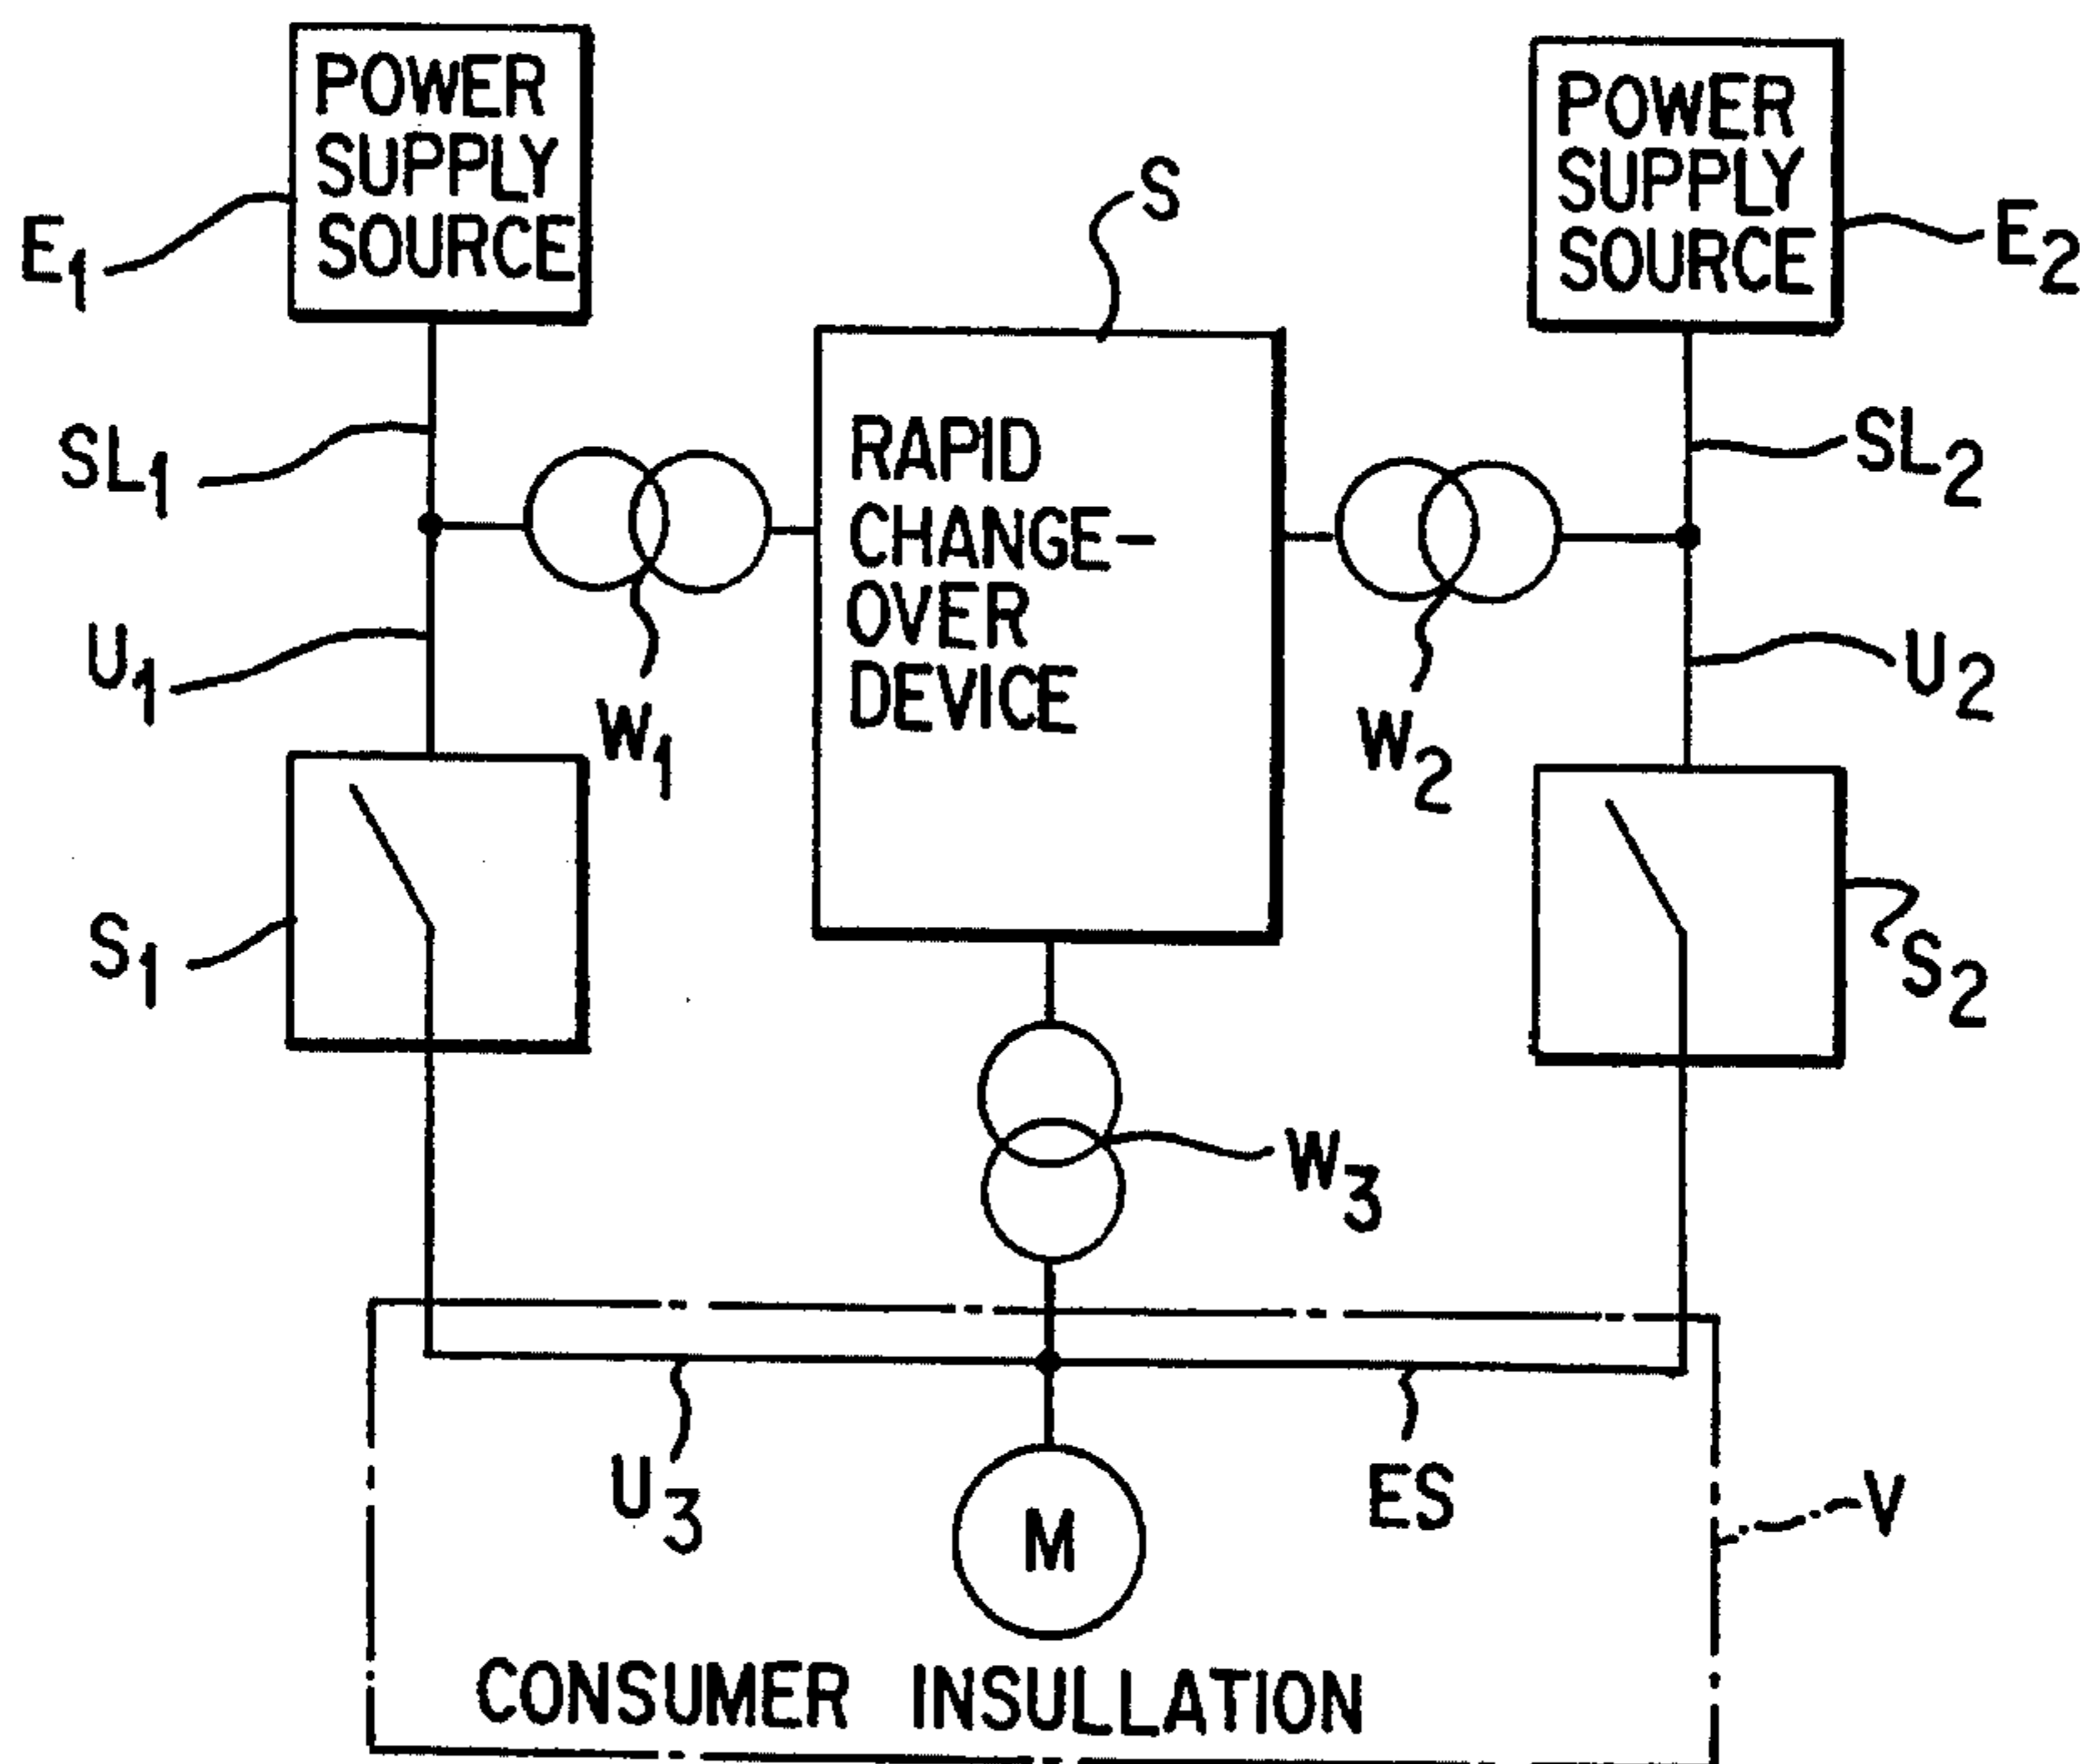 POWER
SUPPLY
SOURCE
E1
POWER
SUPPLY
SOURCE
E2
S
SL1
SL2
RAPID
CHANGE-
OVER
DEVICE
U1
U2
W1
W2
S1
S2
W3
U3
ES
V
M
CONSUMER INSULLATION